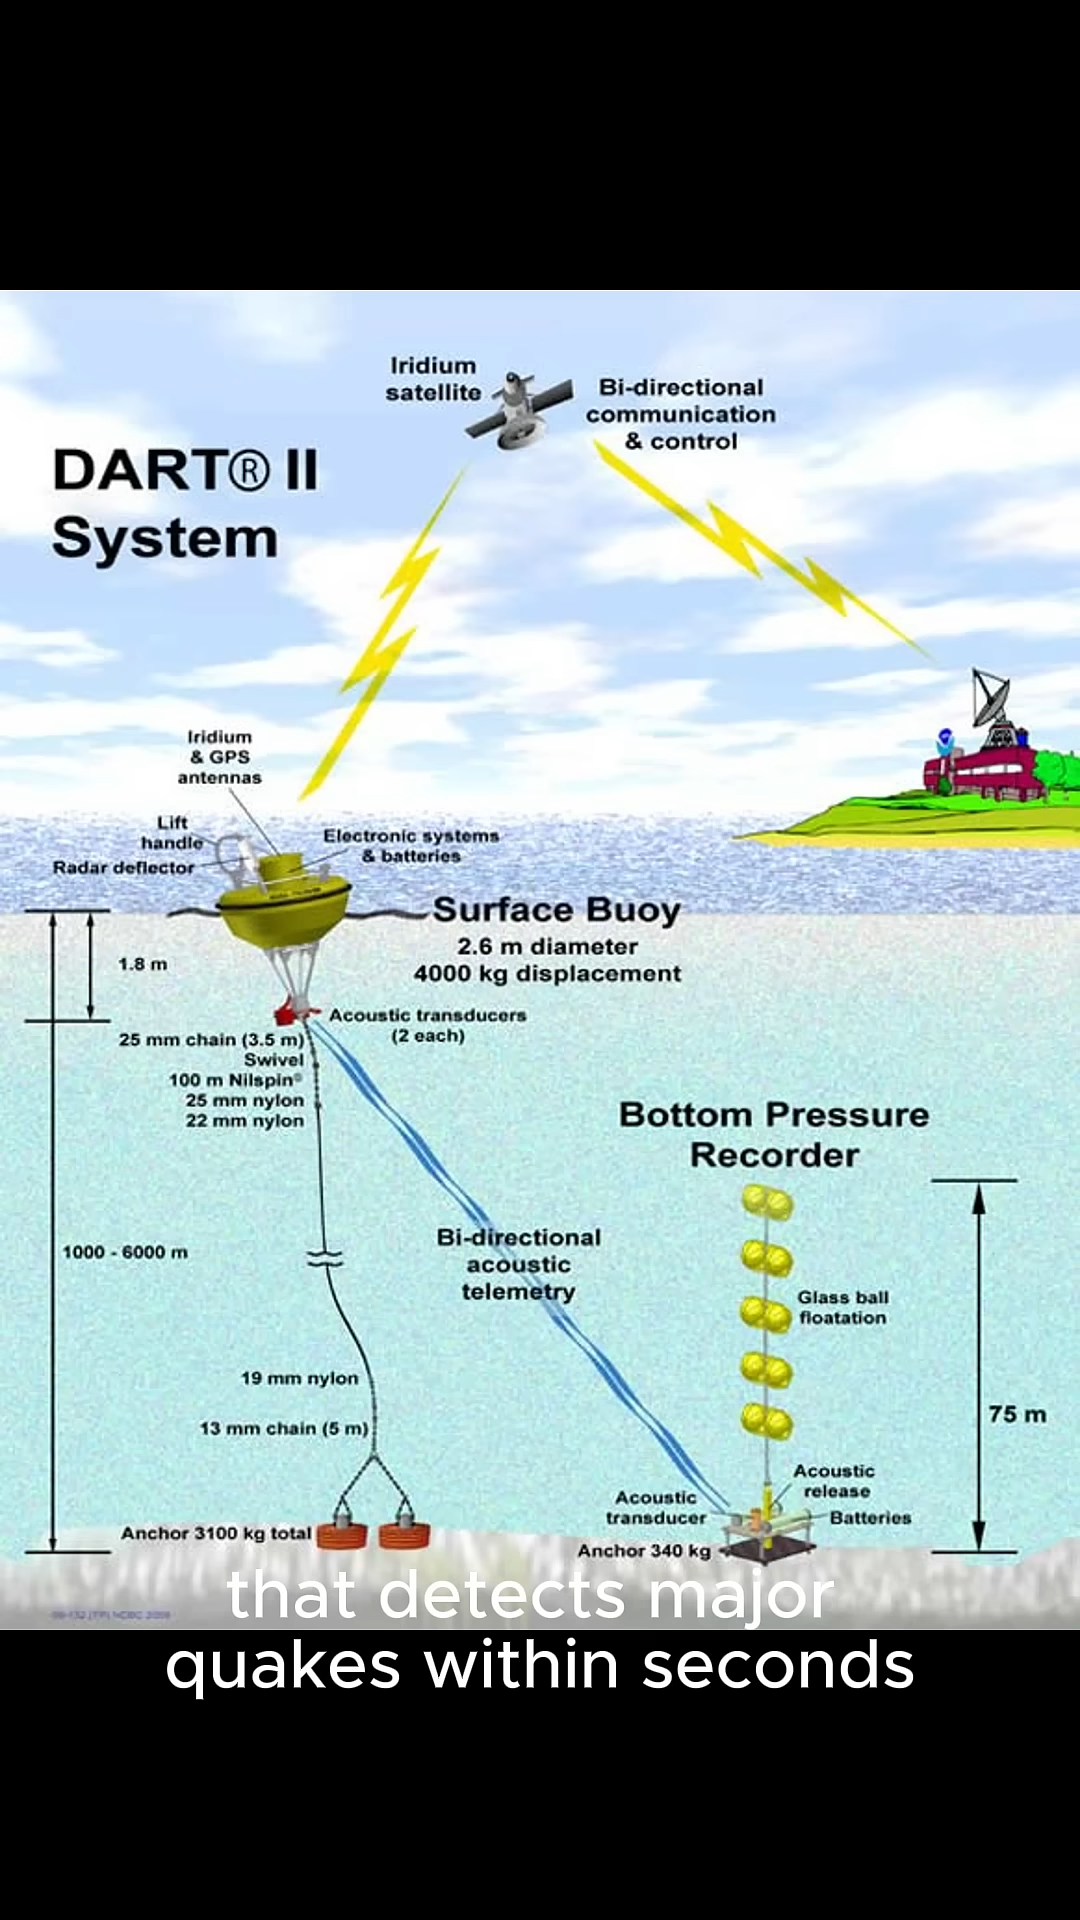 Iridium
satellite
Bi-directional
communication
& control
DART® II
System
Iridium
& GPS
antennas
Lift
handle
Radar deflector
Electronic systems
& batteries
Surface Buoy
2.6 m diameter
4000 kg displacement
1.8 m
Acoustic transducers
(2 each)
25 mm chain (3.5 m)
Swivel
100 m Nilspin®
25 mm nylon
22 mm nylon
Bottom Pressure
Recorder
1000 - 6000 m
Bi-directional
acoustic
telemetry
Glass ball
floatation
19 mm nylon
13 mm chain (5 m)
75 m
Acoustic
release
Acoustic
transducer
Batteries
Anchor 3100 kg total
Anchor 340 kg
that detects major
quakes within seconds